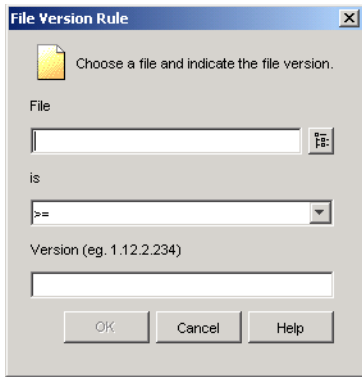 File Version Rule
Choose a file and indicate the file version.
File
is
>=
Version (eg. 1.12.2.234)
OK
Cancel
Help